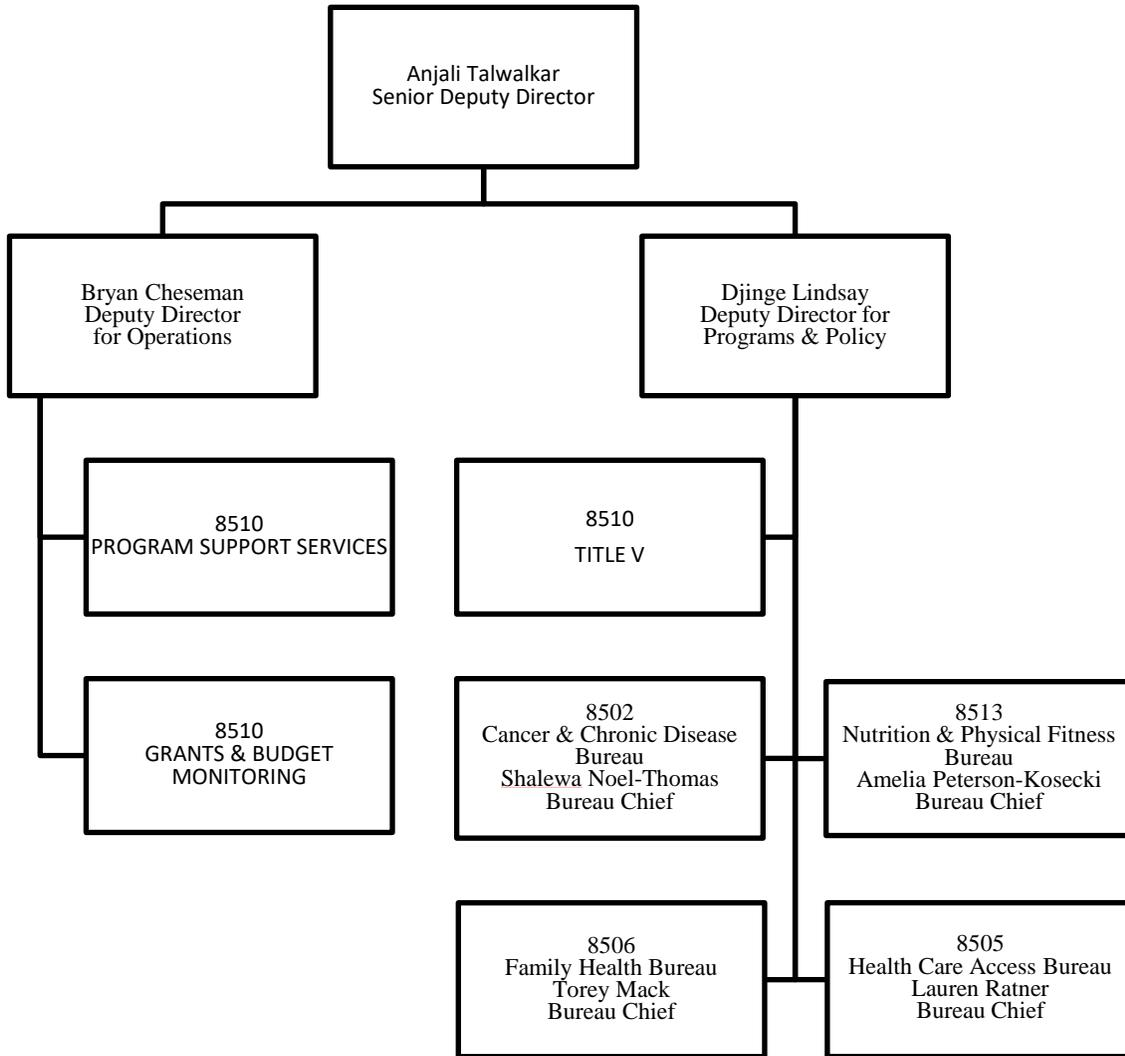 Anjali Talwalkar
Senior Deputy Director
Bryan Cheseman
Deputy Director
for Operations
Djinge Lindsay
Deputy Director for
Programs & Policy
8510
PROGRAM SUPPORT SERVICES
8510
TITLE V
8510
GRANTS & BUDGET
MONITORING
8502
Cancer & Chronic Disease
Bureau
Shalewa Noel-Thomas
Bureau Chief
8513
Nutrition & Physical Fitness
Bureau
Amelia Peterson-Kosecki
Bureau Chief
8506
Family Health Bureau
Torey Mack
Bureau Chief
8505
Health Care Access Bureau
Lauren Ratner
Bureau Chief